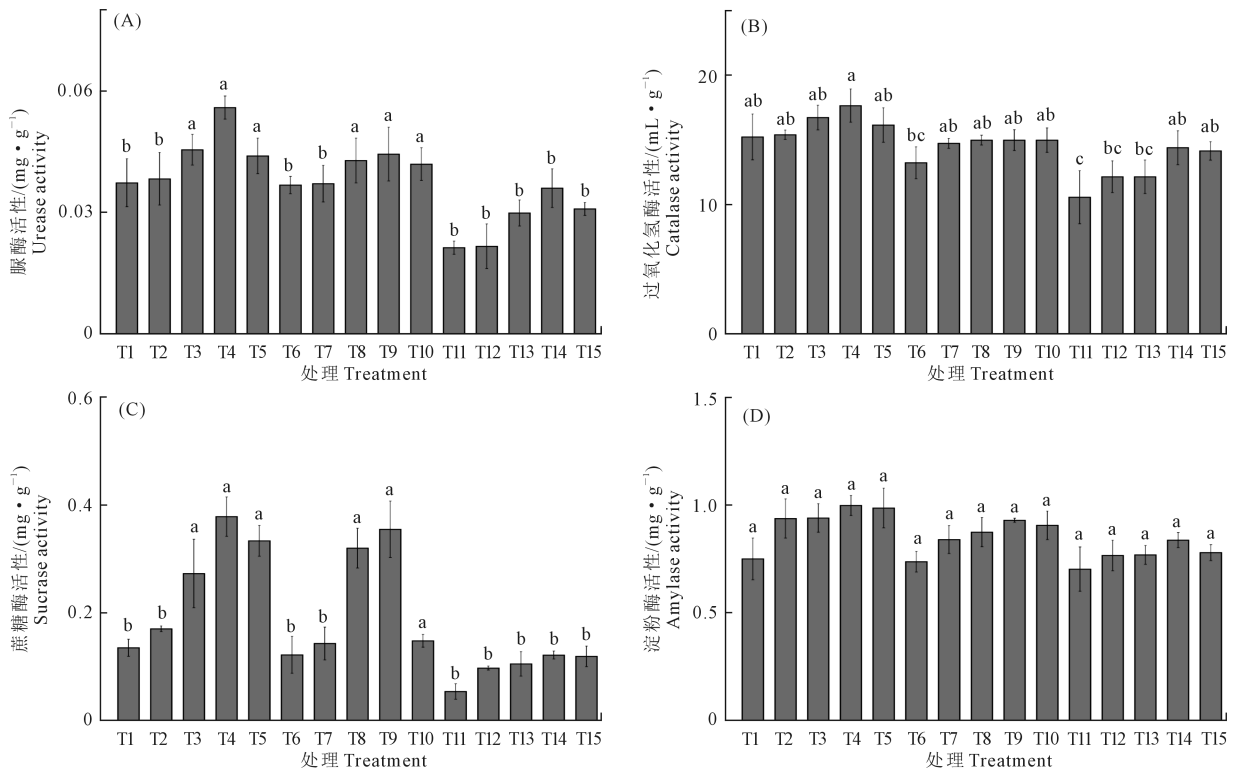 (A)
脲酶活性/(mg·g⁻¹)
Urease activity
0.06
0.03
0
b b a a a b b a a a b b b b b
T1 T2 T3 T4 T5 T6 T7 T8 T9 T10 T11 T12 T13 T14 T15
处理 Treatment
(B)
过氧化氢酶活性/(mL·g⁻¹)
Catalase activity
20
10
0
ab ab ab a ab bc ab ab ab ab c bc bc ab ab
T1 T2 T3 T4 T5 T6 T7 T8 T9 T10 T11 T12 T13 T14 T15
处理 Treatment
(C)
蔗糖酶活性/(mg·g⁻¹)
Sucrase activity
0.6
0.4
0.2
0
b b a a a b b a a a b b b b b
T1 T2 T3 T4 T5 T6 T7 T8 T9 T10 T11 T12 T13 T14 T15
处理 Treatment
(D)
淀粉酶活性/(mg·g⁻¹)
Amylase activity
1.5
1.0
0.5
0
a a a a a a a a a a a a a a a
T1 T2 T3 T4 T5 T6 T7 T8 T9 T10 T11 T12 T13 T14 T15
处理 Treatment